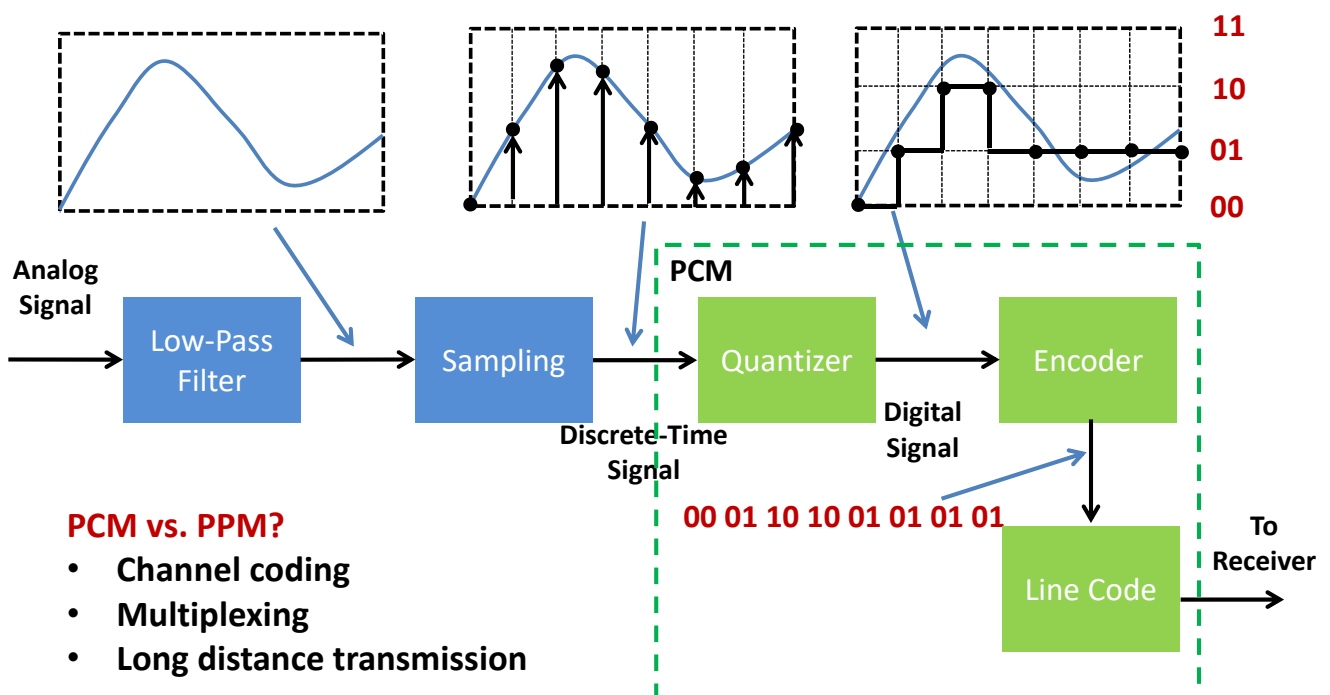 11
10
01
00
Analog
Signal
PCM
Low-Pass
Filter
Sampling
Quantizer
Encoder
Discrete-Time
Signal
Digital
Signal
00 01 10 10 01 01 01 01
PCM vs. PPM?
• Channel coding
• Multiplexing
• Long distance transmission
Line Code
To
Receiver